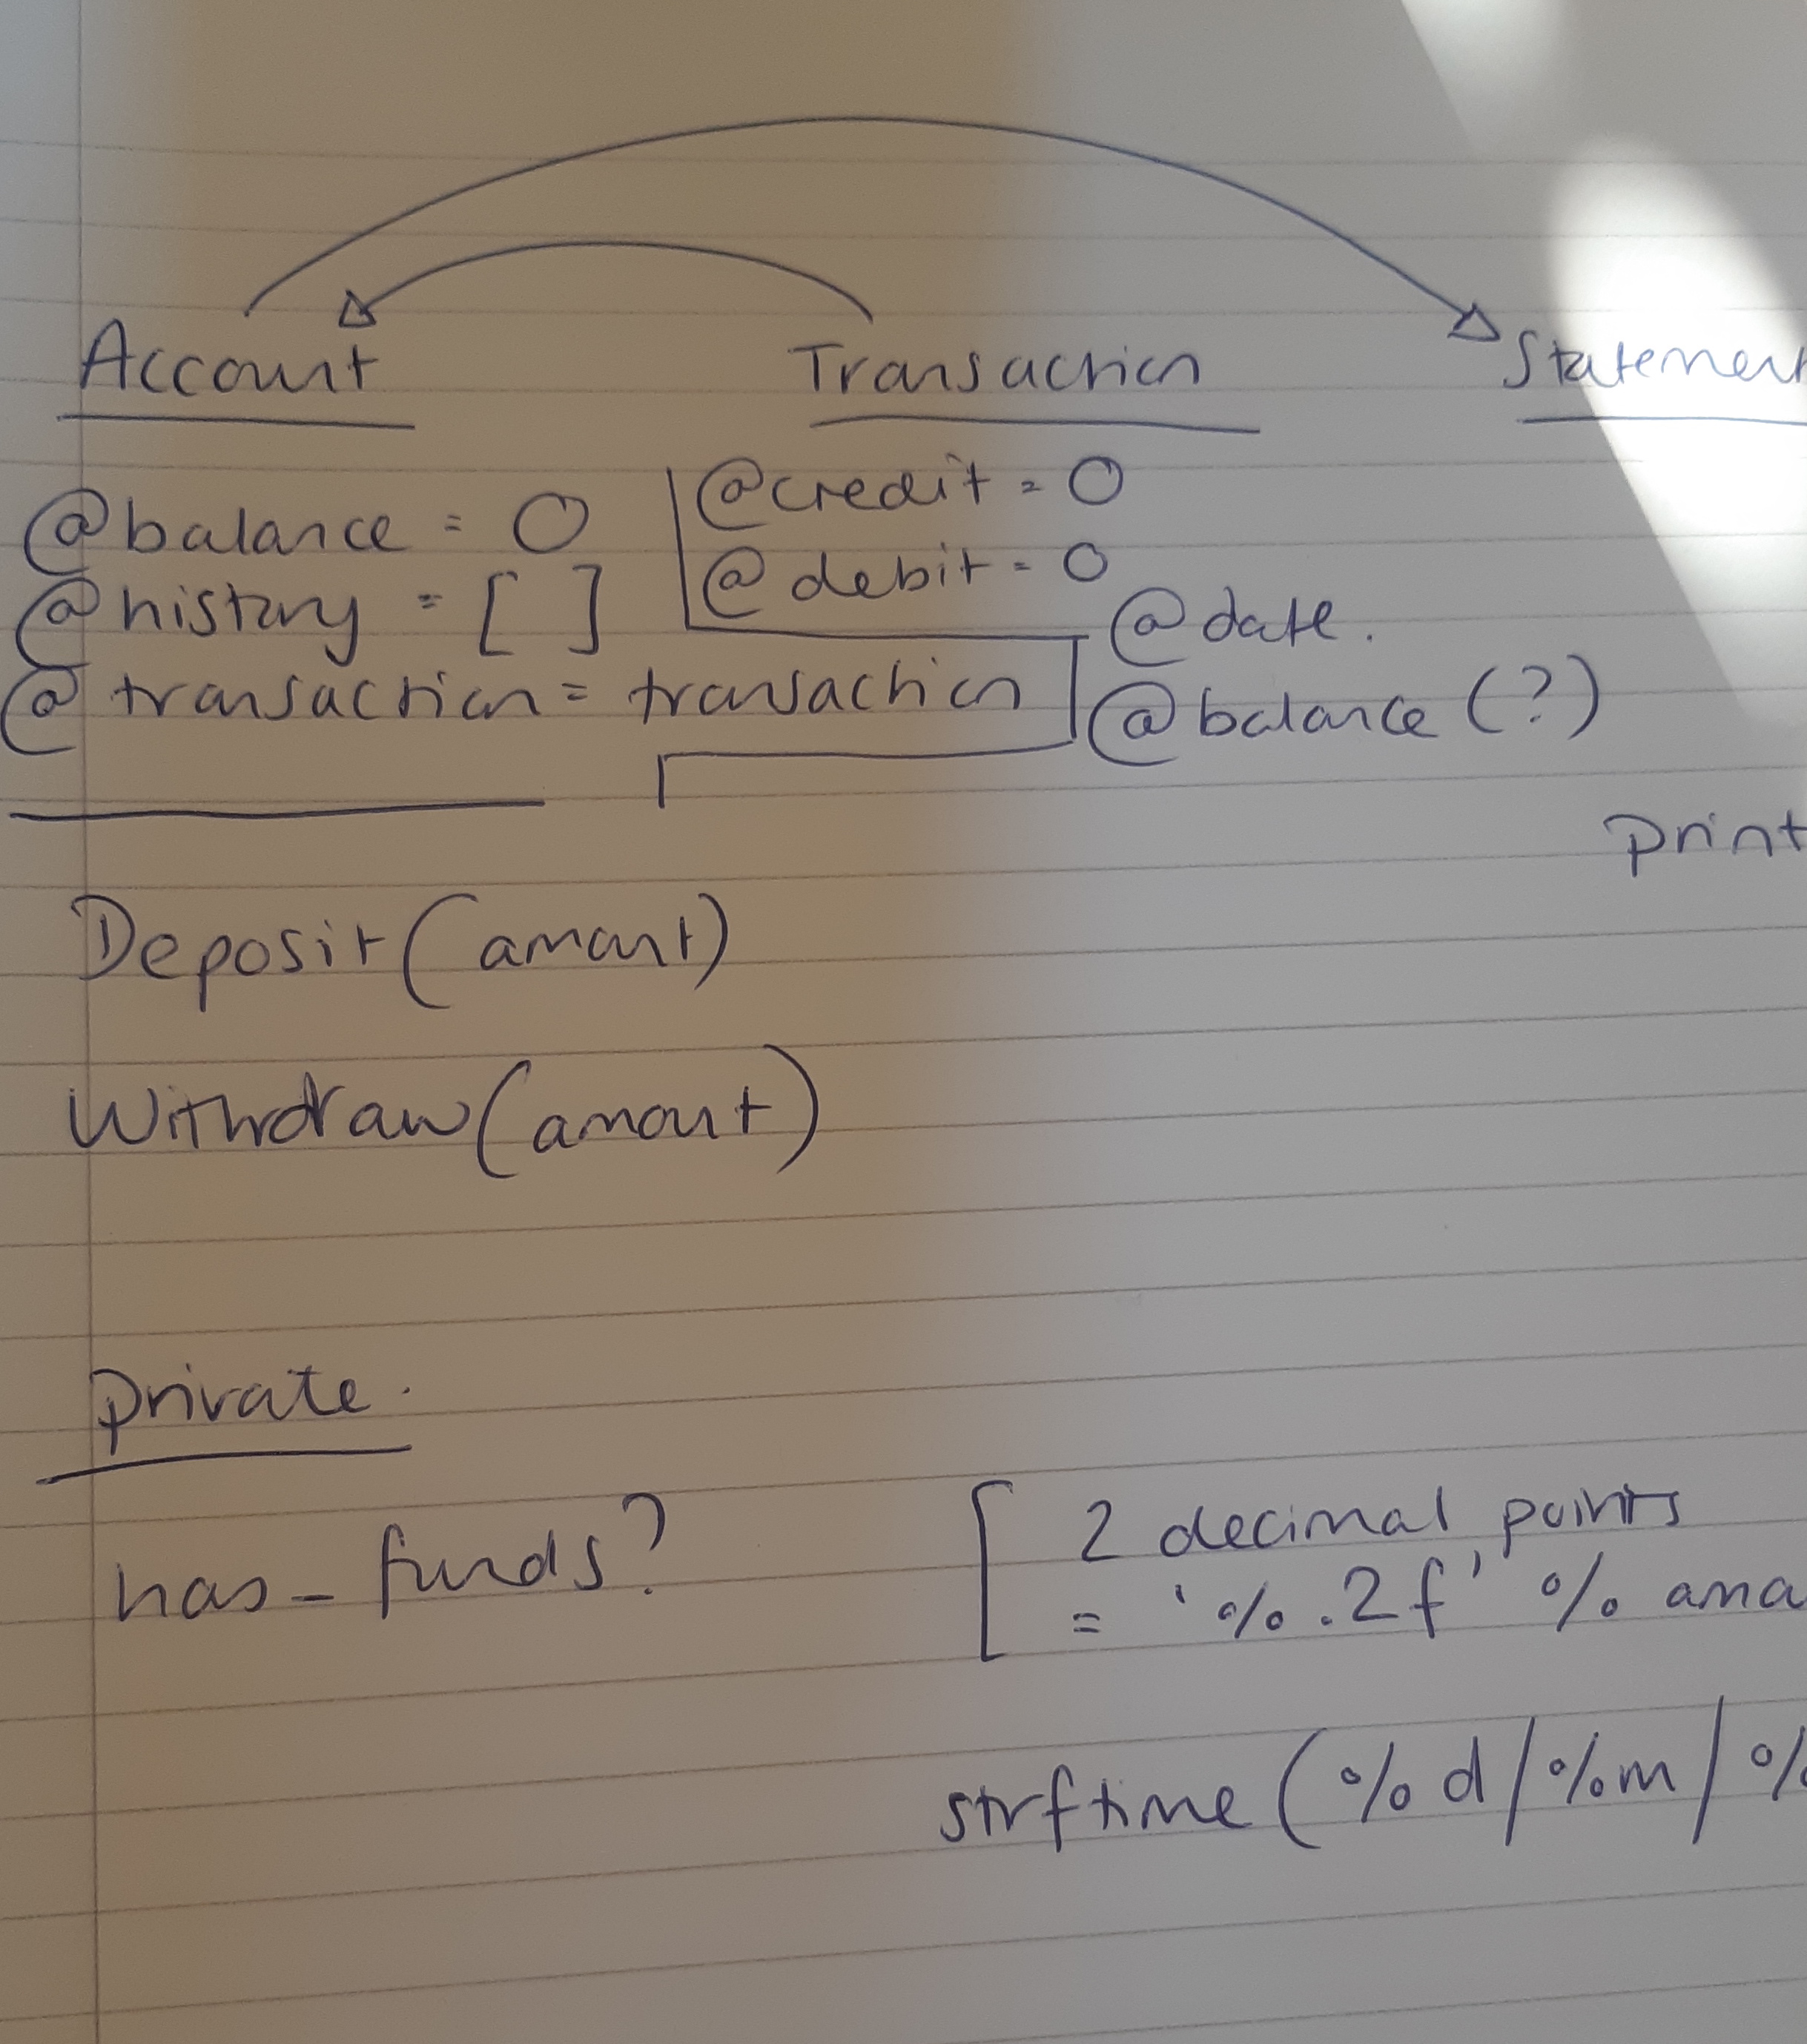 Account Transaction Statement
@balance = 0
@history = [ ]
@transaction = transaction
@credit = 0
@debit = 0
@date.
@balance (?)
print
Deposit (amount)
Withdraw (amount)
private.
has_funds?
2 decimal points
= '%.2f' % amo
strftime (%d/%m/%